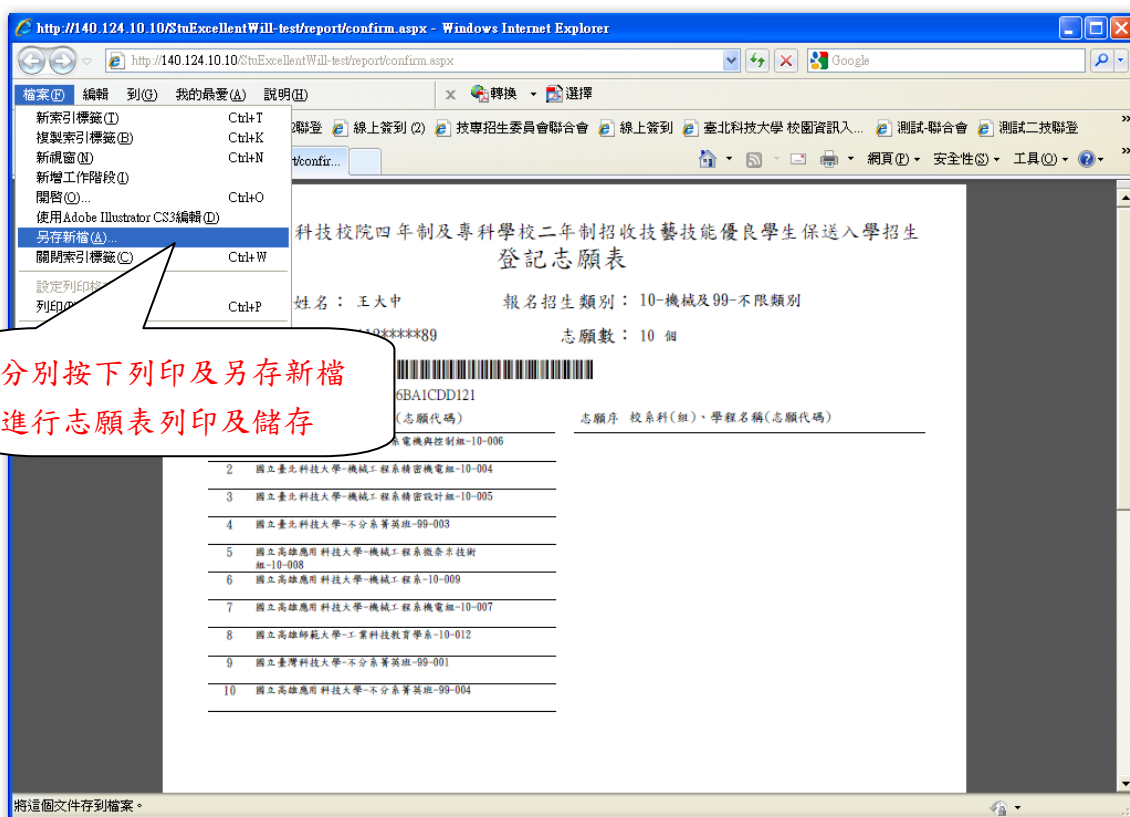 http://140.124.10.10/StuExcellentWill-test/report/confirm.aspx - Windows Internet Explorer
http://140.124.10.10/StuExcellentWill-test/report/confirm.aspx
Google
檔案(F) 編輯 到(G) 我的最愛(A) 說明(H) x 轉換 選擇
新索引標籤(T) Ctrl+T
複製索引標籤(B) Ctrl+K
新視窗(N) Ctrl+N
新增工作階段(I)
開啓(O)... Ctrl+O
使用Adobe Illustrator CS3編輯(D)
另存新檔(A)...
關閉索引標籤(C) Ctrl+W
列印(P) Ctrl+P
聯登 線上簽到 (2) 技專招生委員會聯合會 線上簽到 臺北科技大學 校園資訊入... 測試-聯合會 測試二技聯登 »
t/confir... 網頁(P) 安全性(S) 工具(O) »
科技校院四年制及專科學校二年制招收技藝技能優良學生保送入學招生
登記志願表
姓名： 王大中 報名招生類別： 10-機械及99-不限類別
*****89 志願數： 10 個
6BA1CDD121
(志願代碼) 志願序 校系科(組)、學程名稱(志願代碼)
分別按下列印及另存新檔
進行志願表列印及儲存
系電機與控制組-10-006
2 國立臺北科技大學-機械工程系精密機電組-10-004
3 國立臺北科技大學-機械工程系精密設計組-10-005
4 國立臺北科技大學-不分系菁英班-99-003
5 國立高雄應用科技大學-機械工程系微奈米技術
組-10-008
6 國立高雄應用科技大學-機械工程系-10-009
7 國立高雄應用科技大學-機械工程系機電組-10-007
8 國立高雄師範大學-工業科技教育學系-10-012
9 國立臺灣科技大學-不分系菁英班-99-001
10 國立高雄應用科技大學-不分系菁英班-99-004
將這個文件存到檔案。